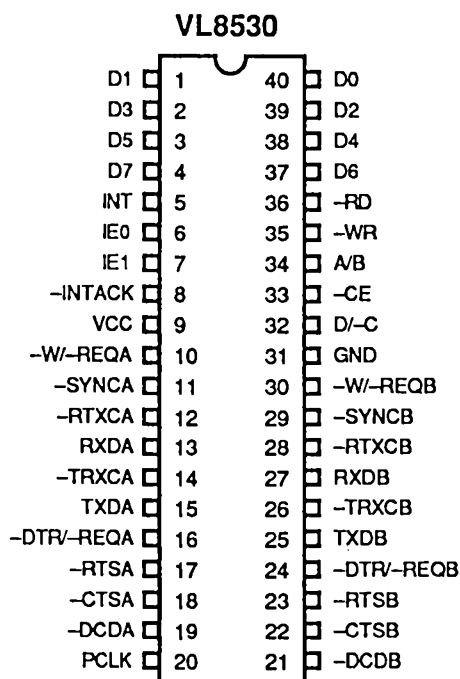 VL8530
D1 1 40 D0
D3 2 39 D2
D5 3 38 D4
D7 4 37 D6
INT 5 36 -RD
IE0 6 35 -WR
IE1 7 34 A/B
-INTACK 8 33 -CE
VCC 9 32 D/-C
-W/-REQA 10 31 GND
-SYNCA 11 30 -W/-REQB
-RTXCA 12 29 -SYNCB
RXDA 13 28 -RTXCB
-TRXCA 14 27 RXDB
TXDA 15 26 -TRXCB
-DTR/-REQA 16 25 TXDB
-RTSA 17 24 -DTR/-REQB
-CTSA 18 23 -RTSB
-DCDA 19 22 -CTSB
PCLK 20 21 -DCDB